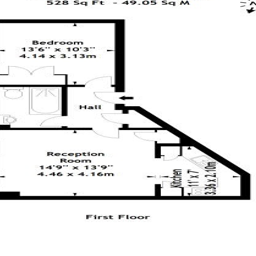 528 Sq Ft - 49.05 Sq M
Bedroom
13'6" x 10'3"
4.14 x 3.13m
Hall
Reception
Room
14'9" x 13'9"
4.46 x 4.16m
Kitchen
11' x 7'
3.36 x 2.10m
First Floor